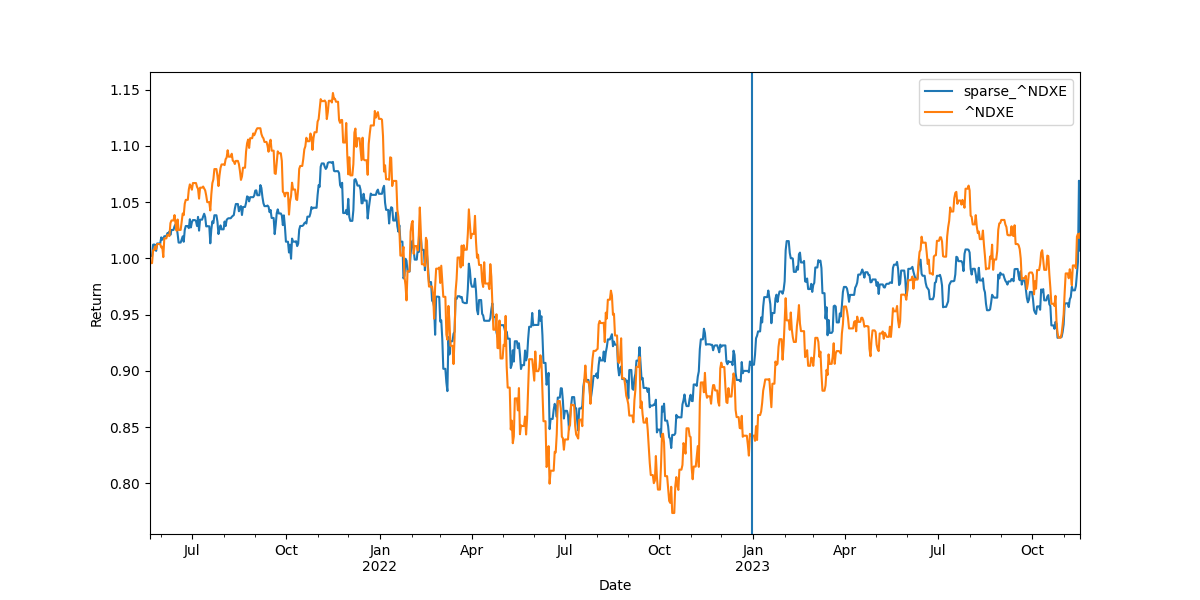 sparse_^NDXE
^NDXE
1.15
1.10
1.05
1.00
0.95
0.90
0.85
0.80
Return
Jul
Oct
Jan
2022
Apr
Jul
Oct
Jan
2023
Apr
Jul
Oct
Date